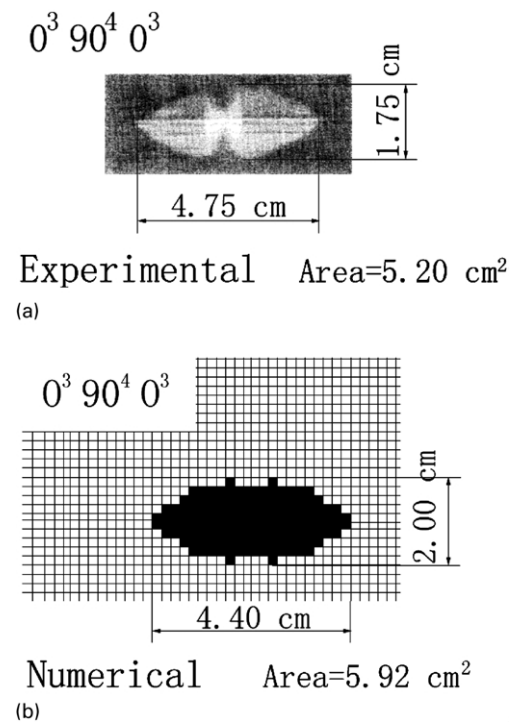 0³ 90⁴ 0³
1.75 cm
4.75 cm
Experimental Area=5.20 cm²
(a)
0³ 90⁴ 0³
2.00 cm
4.40 cm
Numerical Area=5.92 cm²
(b)